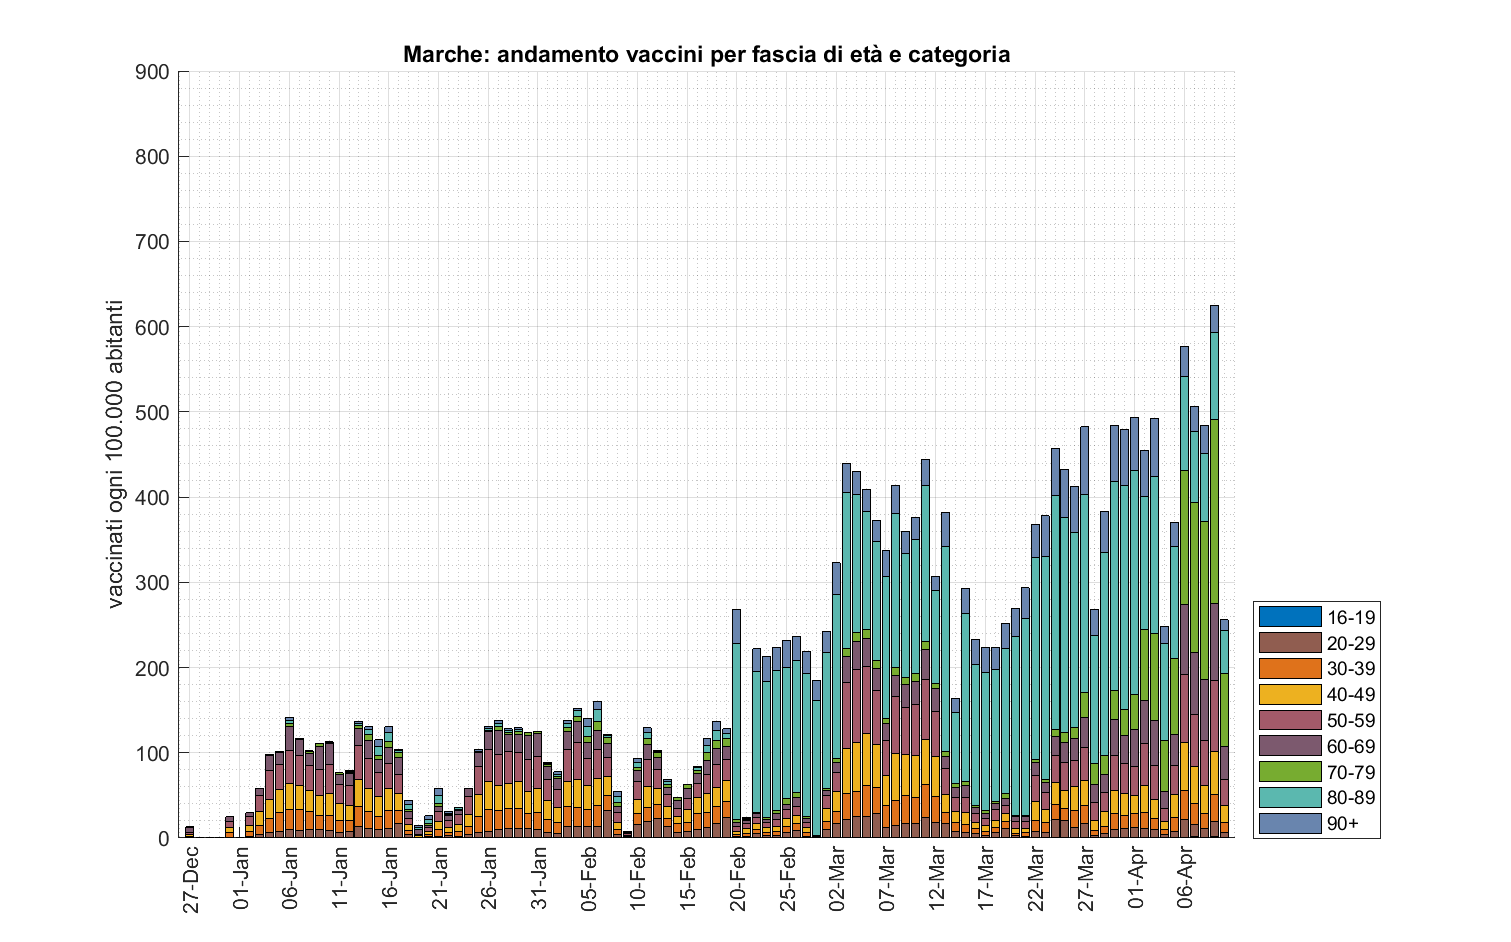 Marche: andamento vaccini per fascia di età e categoria
vaccinati ogni 100.000 abitanti
900
800
700
600
500
400
300
200
100
0
27-Dec
01-Jan
06-Jan
11-Jan
16-Jan
21-Jan
26-Jan
31-Jan
05-Feb
10-Feb
15-Feb
20-Feb
25-Feb
02-Mar
07-Mar
12-Mar
17-Mar
22-Mar
27-Mar
01-Apr
06-Apr
16-19
20-29
30-39
40-49
50-59
60-69
70-79
80-89
90+